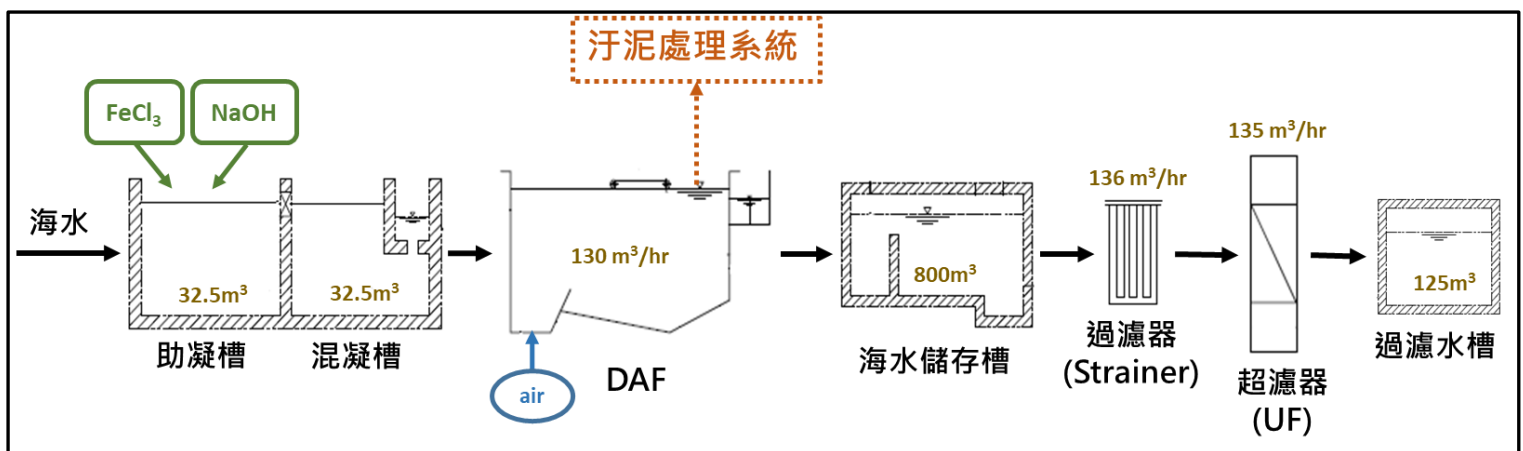 汙泥處理系統
FeCl₃
NaOH
海水
32.5m³
32.5m³
助凝槽
混凝槽
130 m³/hr
air
DAF
800m³
海水儲存槽
136 m³/hr
過濾器
(Strainer)
135 m³/hr
超濾器
(UF)
125m³
過濾水槽